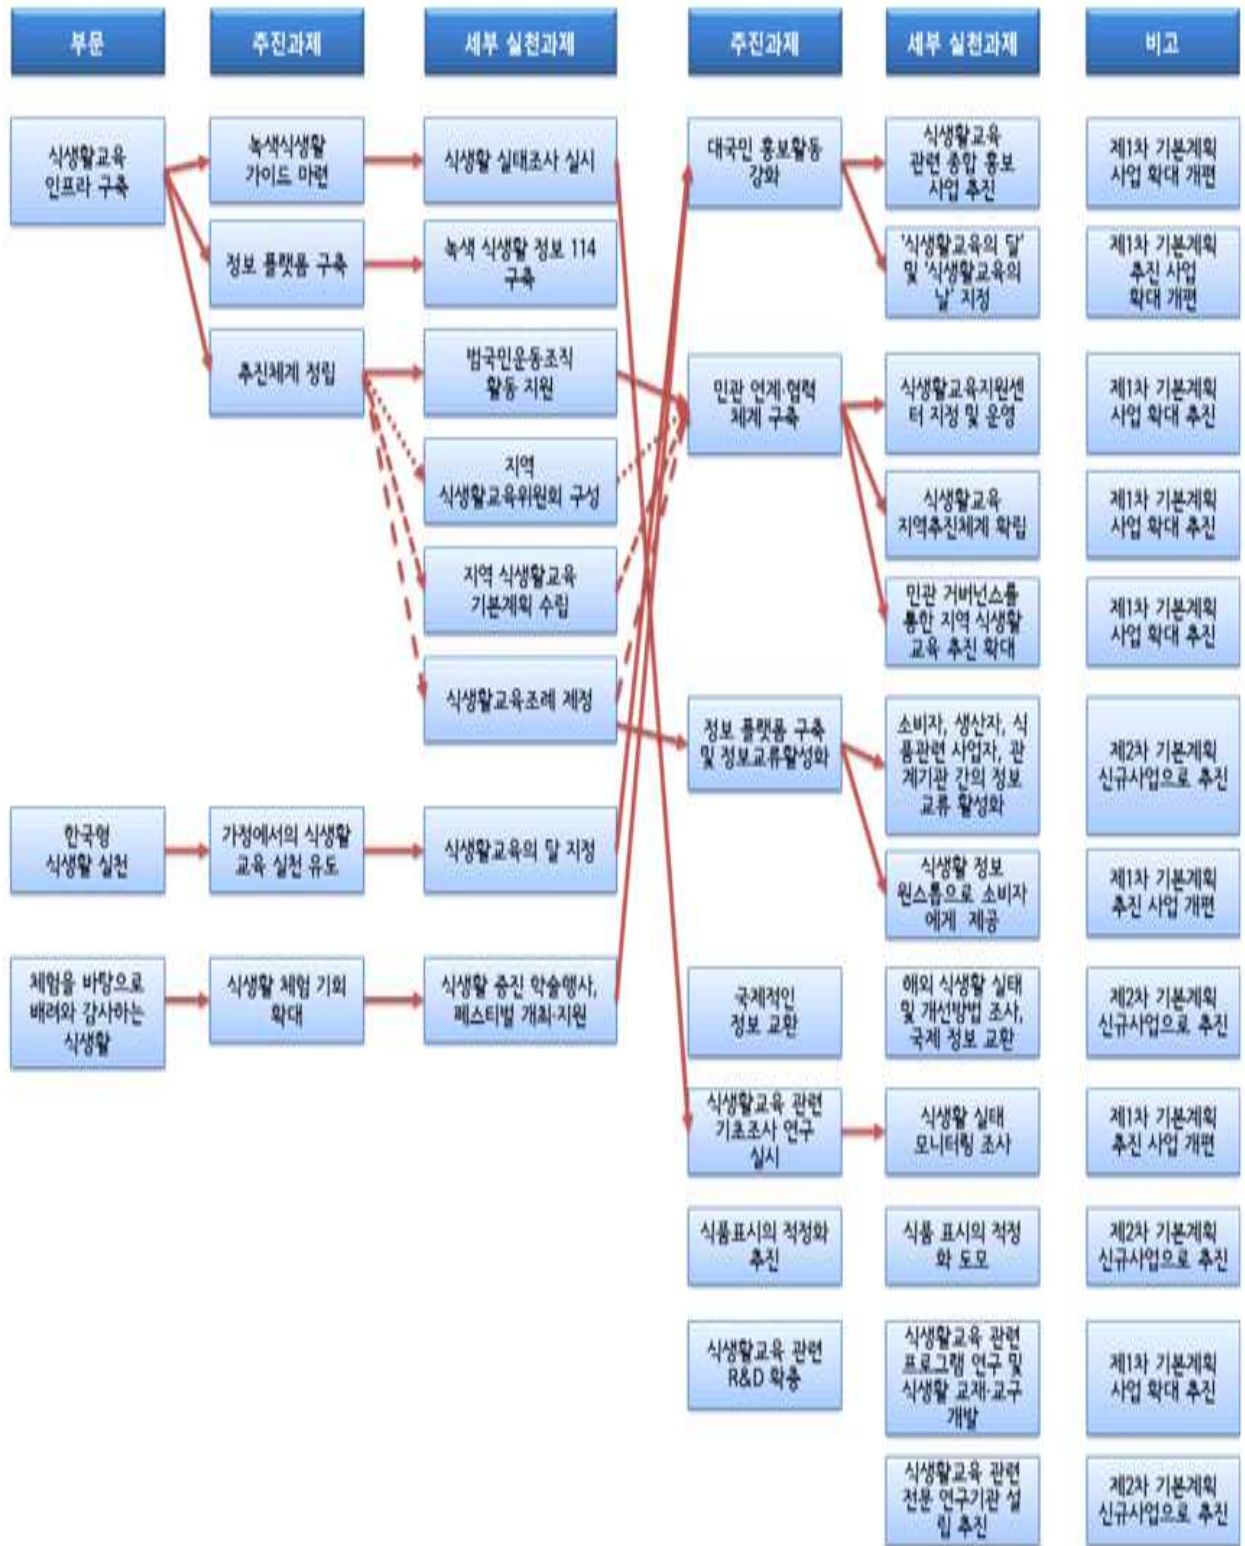 부문
추진과제
세부 실천과제
추진과제
세부 실천과제
비고
식생활교육
인프라 구축
녹색식생활
가이드 마련
식생활 실태조사 실시
대국민 홍보활동
강화
식생활교육
관련 종합 홍보
사업 추진
제1차 기본계획
사업 확대 개편
정보 플랫폼 구축
녹색 식생활 정보 114
구축
'식생활교육의 달'
및 '식생활교육의
날' 지정
제1차 기본계획
추진 사업
확대 개편
추진체계 정립
범국민운동조직
활동 지원
민관 연계·협력
체계 구축
식생활교육지원센
터 지정 및 운영
제1차 기본계획
사업 확대 추진
지역
식생활교육위원회 구성
식생활교육
지역추진체계 확립
제1차 기본계획
사업 확대 추진
지역 식생활교육
기본계획 수립
민관 거버넌스를
통한 지역 식생활
교육 추진 확대
제1차 기본계획
사업 확대 추진
식생활교육조례 제정
정보 플랫폼 구축
및 정보교류활성화
소비자, 생산자, 식
품관련 사업자, 관
계기관 간의 정보
교류 활성화
제2차 기본계획
신규사업으로 추진
한국형
식생활 실천
가정에서의 식생활
교육 실천 유도
식생활교육의 달 지정
식생활 정보
원스톱으로 소비자
에게 제공
제1차 기본계획
추진 사업 개편
체험을 바탕으로
배려와 감사하는
식생활
식생활 체험 기회
확대
식생활 증진 학술행사,
페스티벌 개최·지원
국제적인
정보 교환
해외 식생활 실태
및 개선방법 조사,
국제 정보 교환
제2차 기본계획
신규사업으로 추진
식생활교육 관련
기초조사 연구
실시
식생활 실태
모니터링 조사
제1차 기본계획
추진 사업 개편
식품표시의 적정화
추진
식품 표시의 적정
화 도모
제2차 기본계획
신규사업으로 추진
식생활교육 관련
R&D 확충
식생활교육 관련
프로그램 연구 및
식생활 교재·교구
개발
제1차 기본계획
사업 확대 추진
식생활교육 관련
전문 연구기관 설
립 추진
제2차 기본계획
신규사업으로 추진